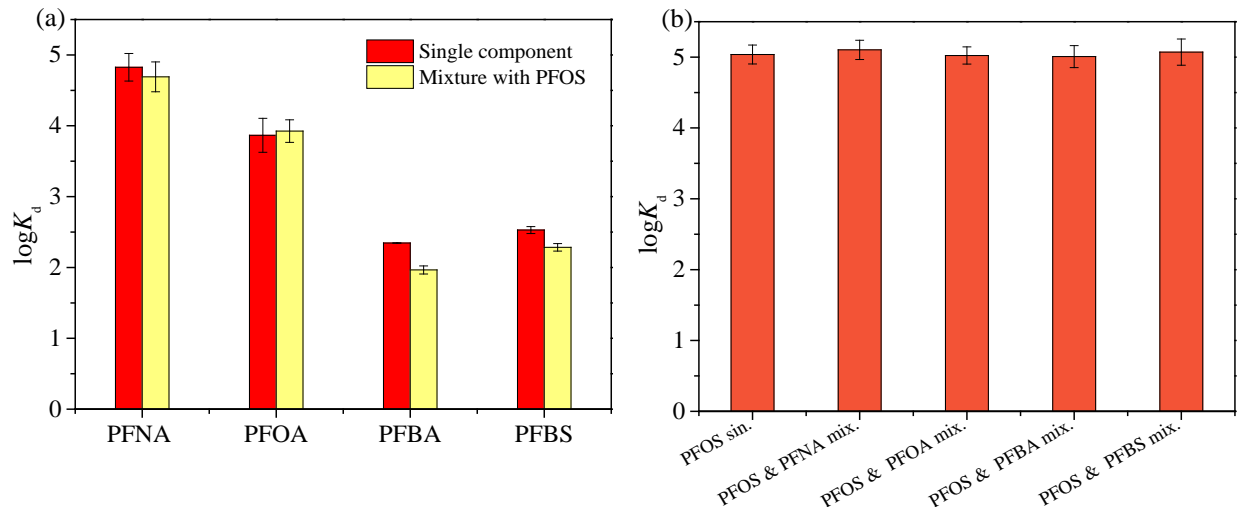 (a)
Single component
Mixture with PFOS
logKd
5
4
3
2
1
0
PFNA PFOA PFBA PFBS
(b)
logKd
5
4
3
2
1
0
PFOS sin.
PFOS & PFNA mix.
PFOS & PFOA mix.
PFOS & PFBA mix.
PFOS & PFBS mix.